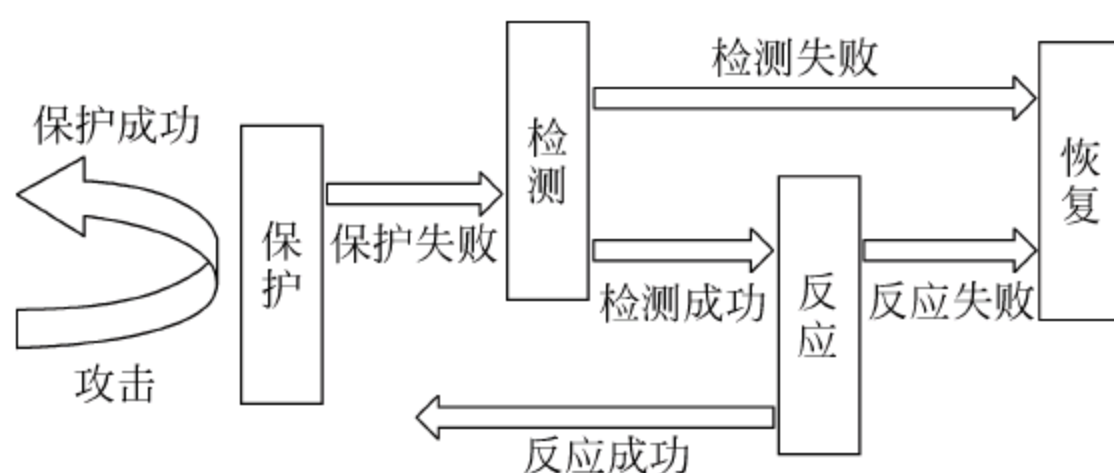 保护成功
攻击
保护
保护失败
检测
检测失败
检测成功
反应
反应失败
反应成功
恢复